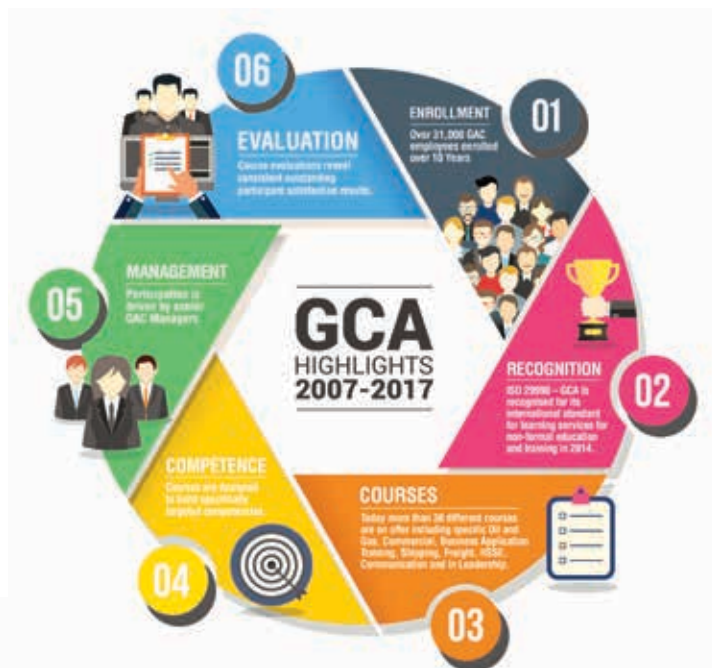 GCA
HIGHLIGHTS
2007-2017
01
ENROLLMENT
Over 31,000 GAC
employees enrolled
over 10 Years
02
RECOGNITION
ISO 29990 – GCA is
recognised for its
international standard
for learning services for
non-formal education
and training in 2014.
03
COURSES
Today more than 30 different courses
are on offer including specific Oil and
Gas, Commercial, Business Application
Training, Shipping, Freight, HSSE,
Communication and in Leadership.
04
COMPETENCE
Courses are designed
to build specifically
targeted competencies.
05
MANAGEMENT
Participation is
driven by senior
GAC Managers
06
EVALUATION
Course evaluations reveal
consistent outstanding
participant satisfaction results.